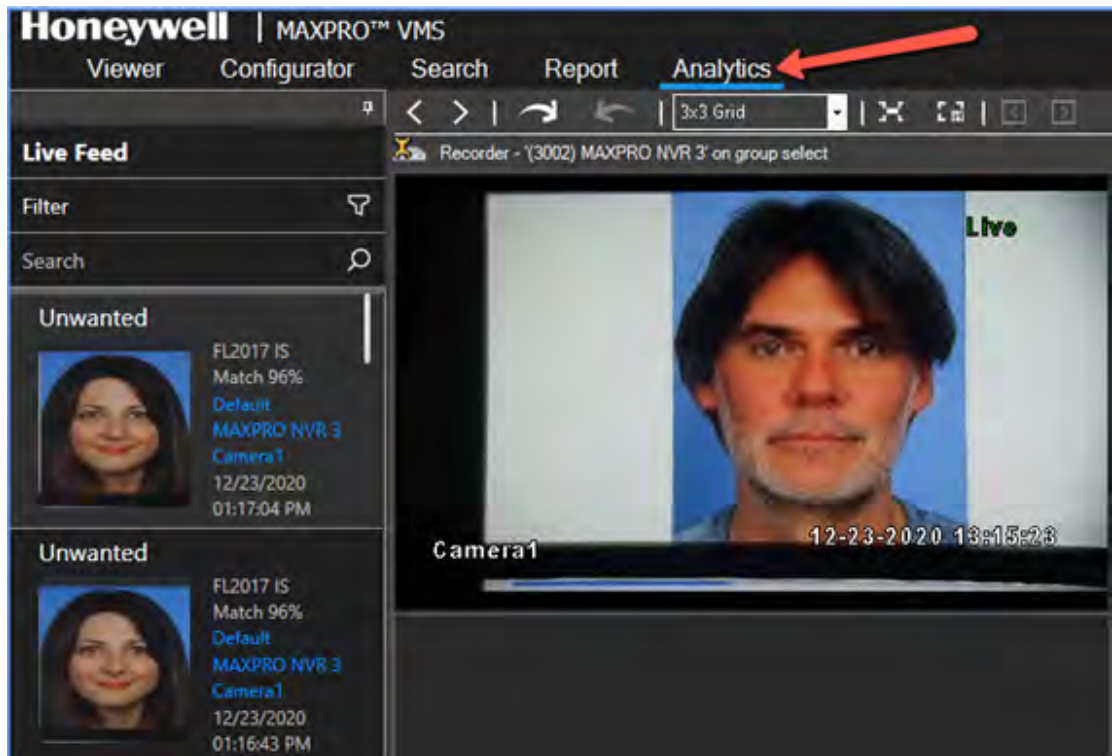 Honeywell | MAXPRO™ VMS
Viewer Configurator Search Report Analytics
3x3 Grid
Live Feed
Recorder - '(3002) MAXPRO NVR 3' on group select
Filter
Search
Unwanted
FL2017 IS
Match 96%
Default
MAXPRO NVR 3
Camera1
12/23/2020
01:17:04 PM
Unwanted
FL2017 IS
Match 96%
Default
MAXPRO NVR 3
Camera1
12/23/2020
01:16:43 PM
Live
Camera1
12-23-2020 13:15:23